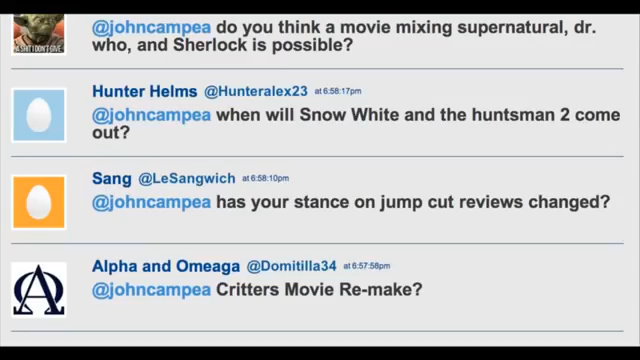 A SHIT I DON'T GIVE
@johncampea do you think a movie mixing supernatural, dr.
who, and Sherlock is possible?
Hunter Helms @Hunteralex23 at 6:58:17pm
@johncampea when will Snow White and the huntsman 2 come
out?
Sang @LeSangwich at 6:58:10pm
@johncampea has your stance on jump cut reviews changed?
Alpha and Omeaga @Domitilla34 at 6:57:58pm
@johncampea Critters Movie Re-make?